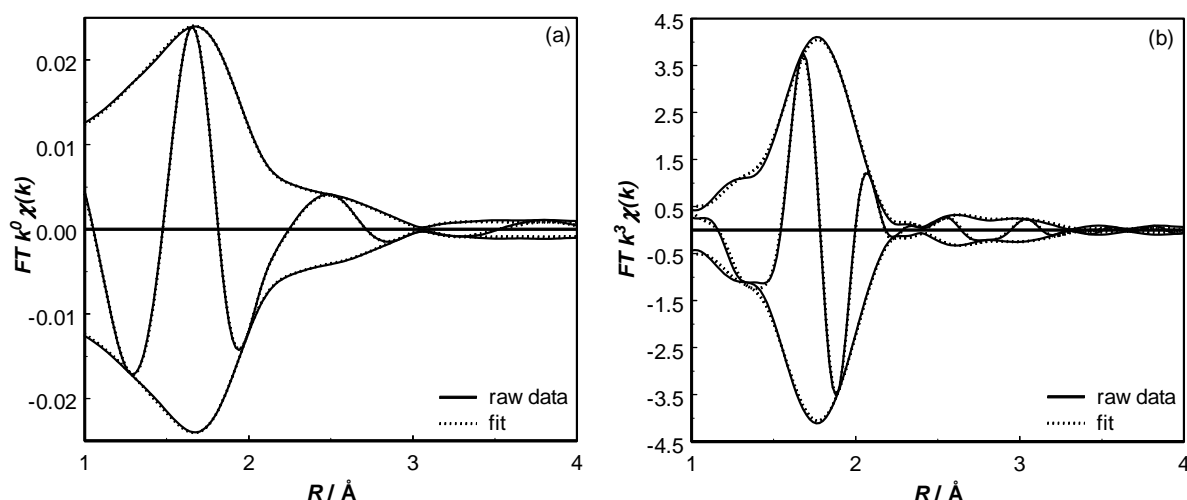 (a)
FT k⁰ χ(k)
0.02
0.01
0.00
-0.01
-0.02
1
2
3
4
R / Å
raw data
fit
(b)
FT k³ χ(k)
4.5
3.5
2.5
1.5
0.5
-0.5
-1.5
-2.5
-3.5
-4.5
1
2
3
4
R / Å
raw data
fit